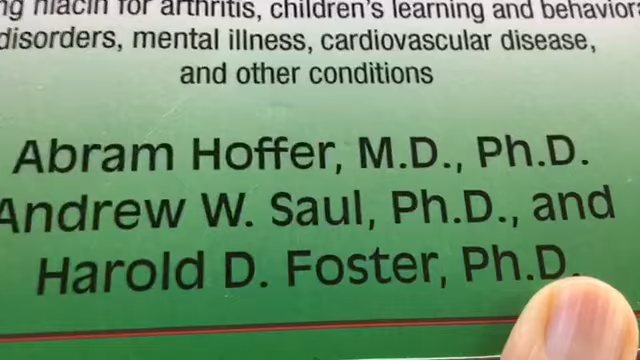 niacin for arthritis, children's learning and behavior
disorders, mental illness, cardiovascular disease,
and other conditions
Abram Hoffer, M.D., Ph.D.
Andrew W. Saul, Ph.D., and
Harold D. Foster, Ph.D.